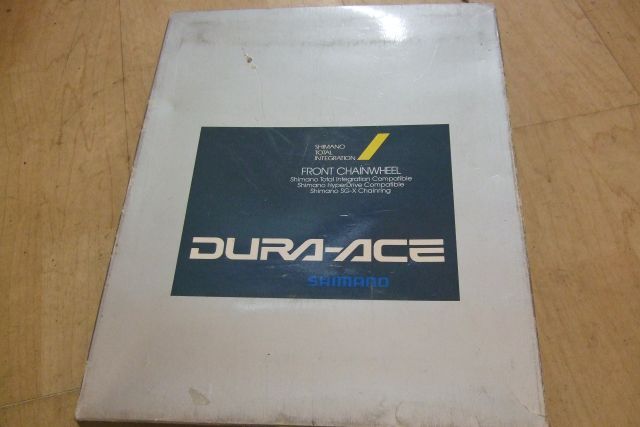 SHIMANO
TOTAL
INTEGRATION
FRONT CHAINWHEEL
Shimano Total Integration Compatible
Shimano HyperDrive Compatible
Shimano SG-X Chainring
DURA-ACE
SHIMANO